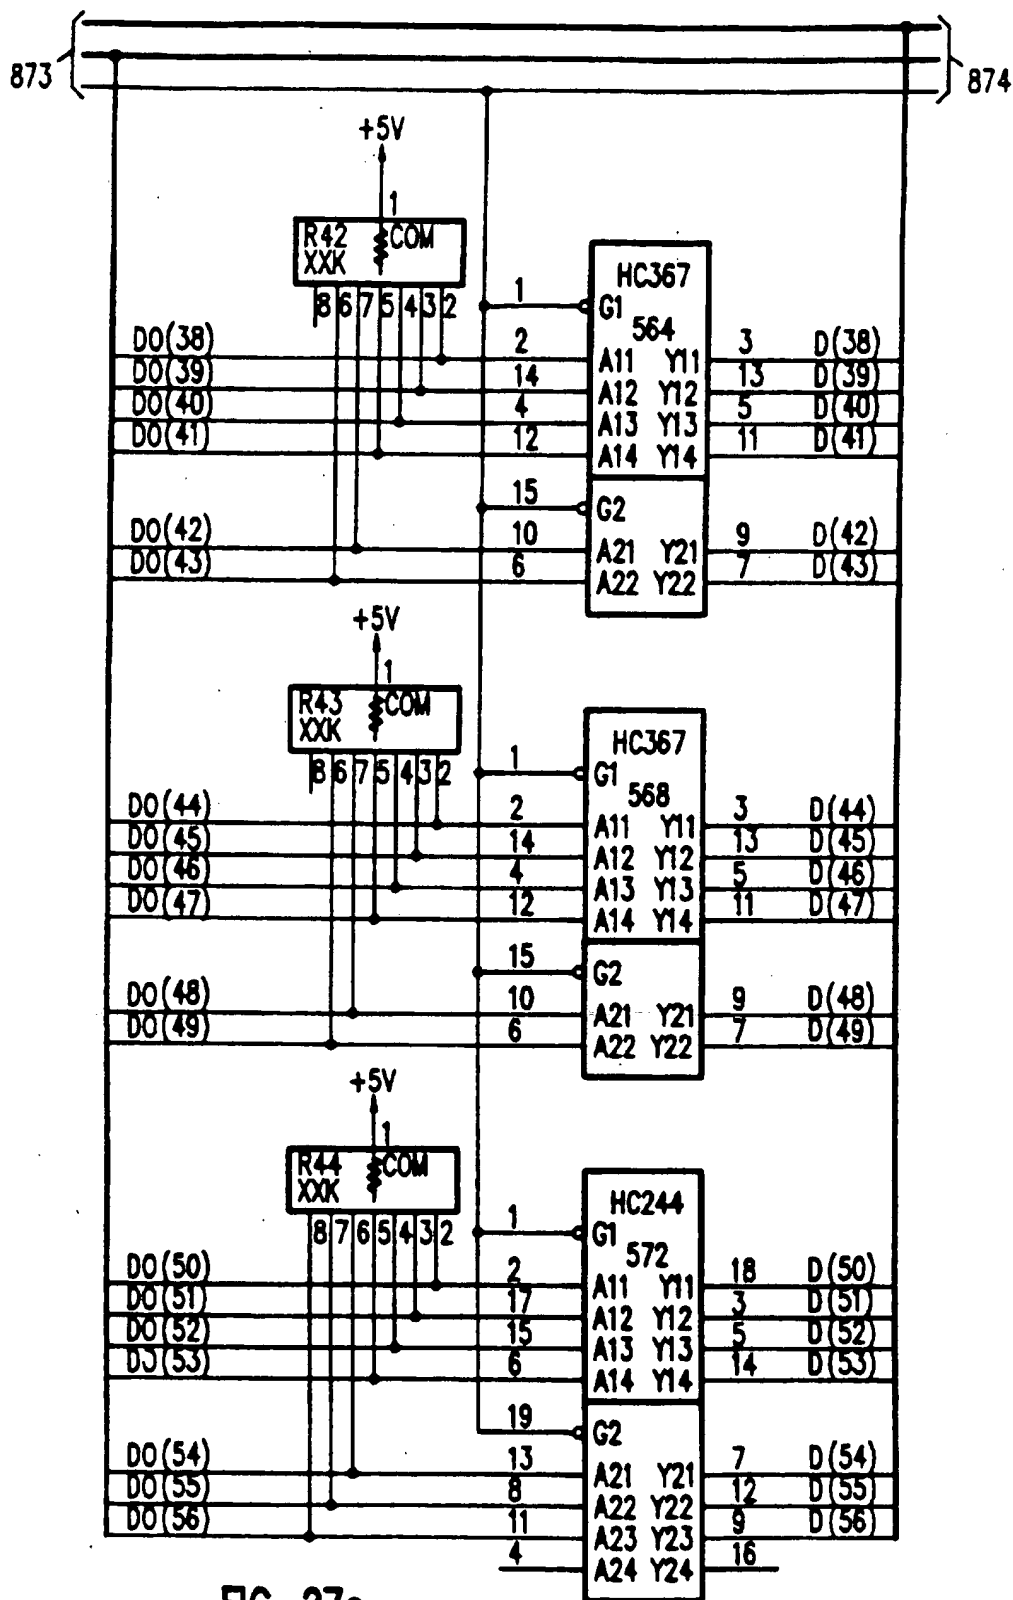 873
874
+5V
1
R42 COM
XXK
8 6 7 5 4 3 2
HC367
1 G1
564
DO(38) 2 A11 Y11 3 D(38)
DO(39) 14 A12 Y12 13 D(39)
DO(40) 4 A13 Y13 5 D(40)
DO(41) 12 A14 Y14 11 D(41)
15 G2
DO(42) 10 A21 Y21 9 D(42)
DO(43) 6 A22 Y22 7 D(43)
+5V
1
R43 COM
XXK
8 6 7 5 4 3 2
HC367
1 G1
568
DO(44) 2 A11 Y11 3 D(44)
DO(45) 14 A12 Y12 13 D(45)
DO(46) 4 A13 Y13 5 D(46)
DO(47) 12 A14 Y14 11 D(47)
15 G2
DO(48) 10 A21 Y21 9 D(48)
DO(49) 6 A22 Y22 7 D(49)
+5V
1
R44 COM
XXK
8 7 6 5 4 3 2
HC244
1 G1
572
DO(50) 2 A11 Y11 18 D(50)
DO(51) 17 A12 Y12 3 D(51)
DO(52) 15 A13 Y13 5 D(52)
DO(53) 6 A14 Y14 14 D(53)
19 G2
DO(54) 13 A21 Y21 7 D(54)
DO(55) 8 A22 Y22 12 D(55)
DO(56) 11 A23 Y23 9 D(56)
4 A24 Y24 16